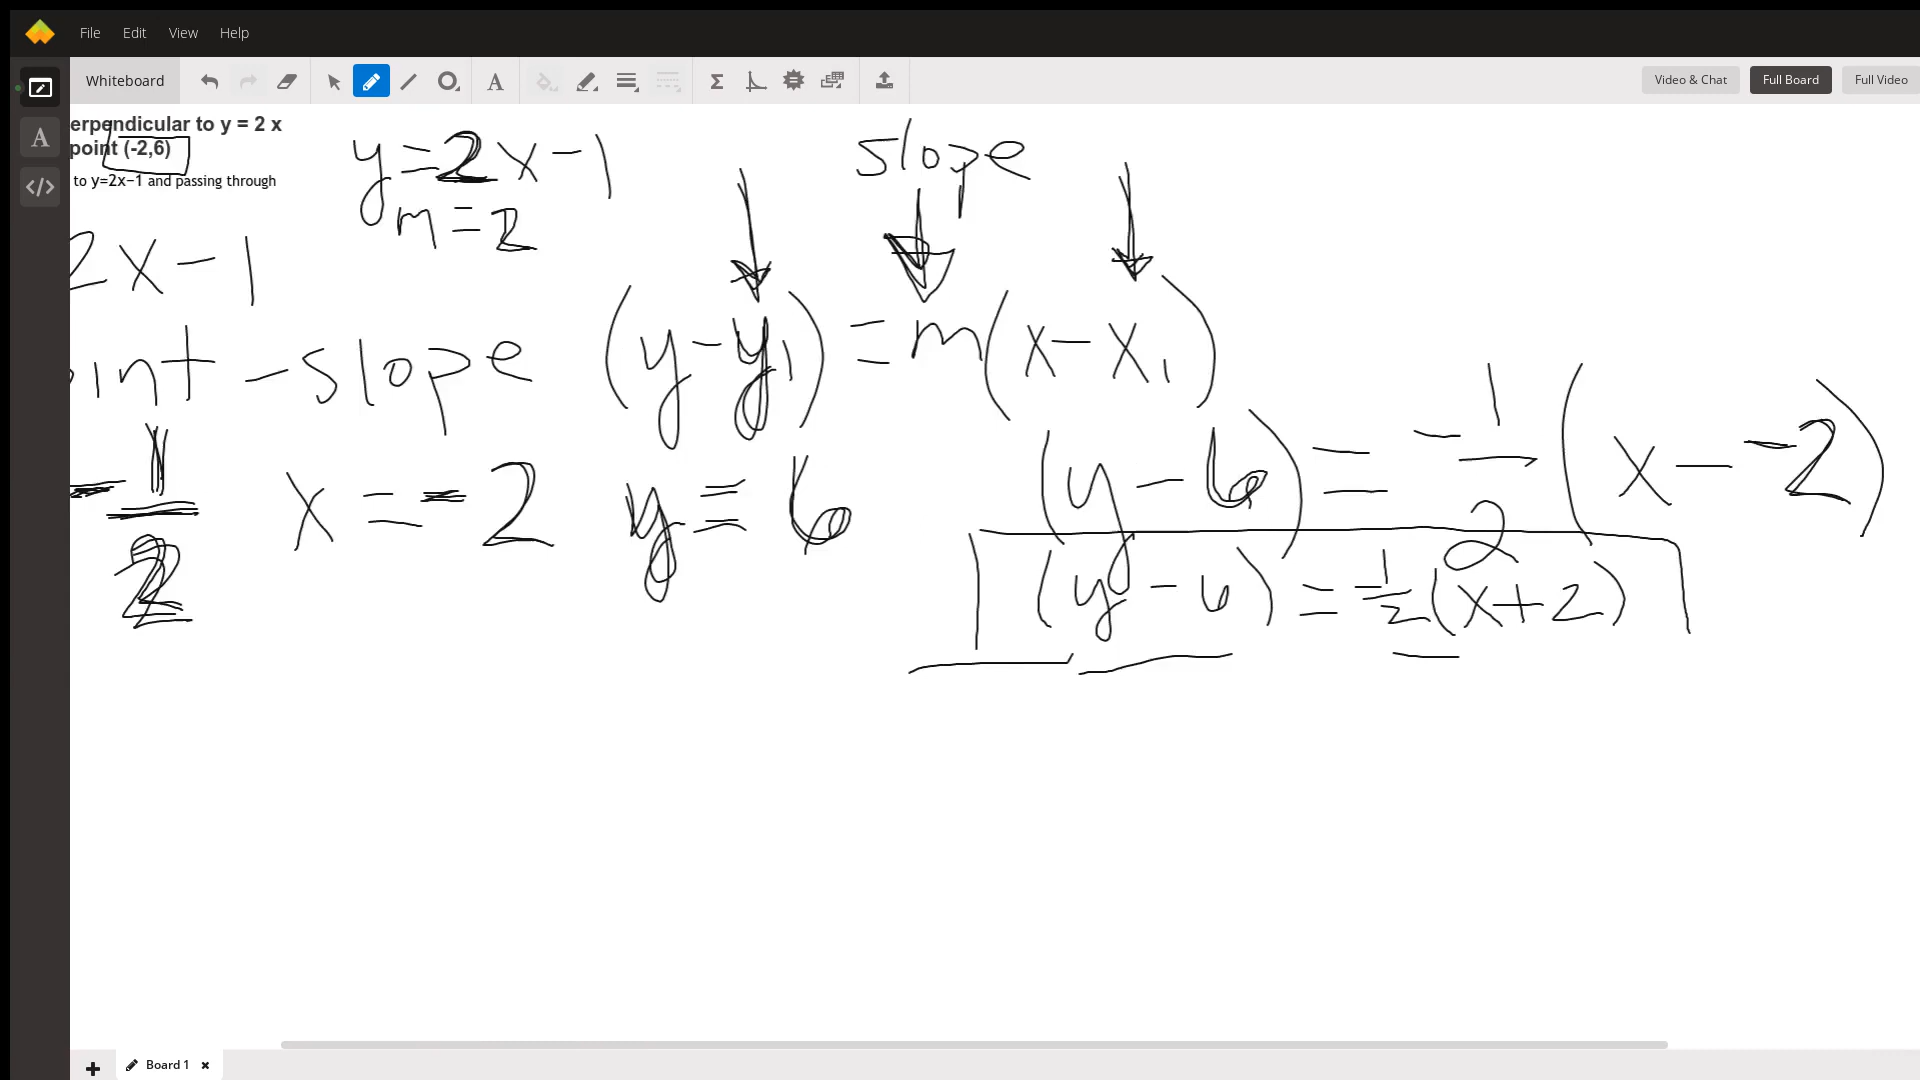 File Edit View Help
Whiteboard
Video & Chat Full Board Full Video
erpendicular to y = 2 x
point (-2,6)
to y=2x−1 and passing through
y=2x-1
m=2
slope
2x-1
oint-slope (y-y₁)=m(x-x₁)
-1/2 x=-2 y=6 (y-6)=-1/2(x--2)
(y-6)=-1/2(x+2)
Board 1